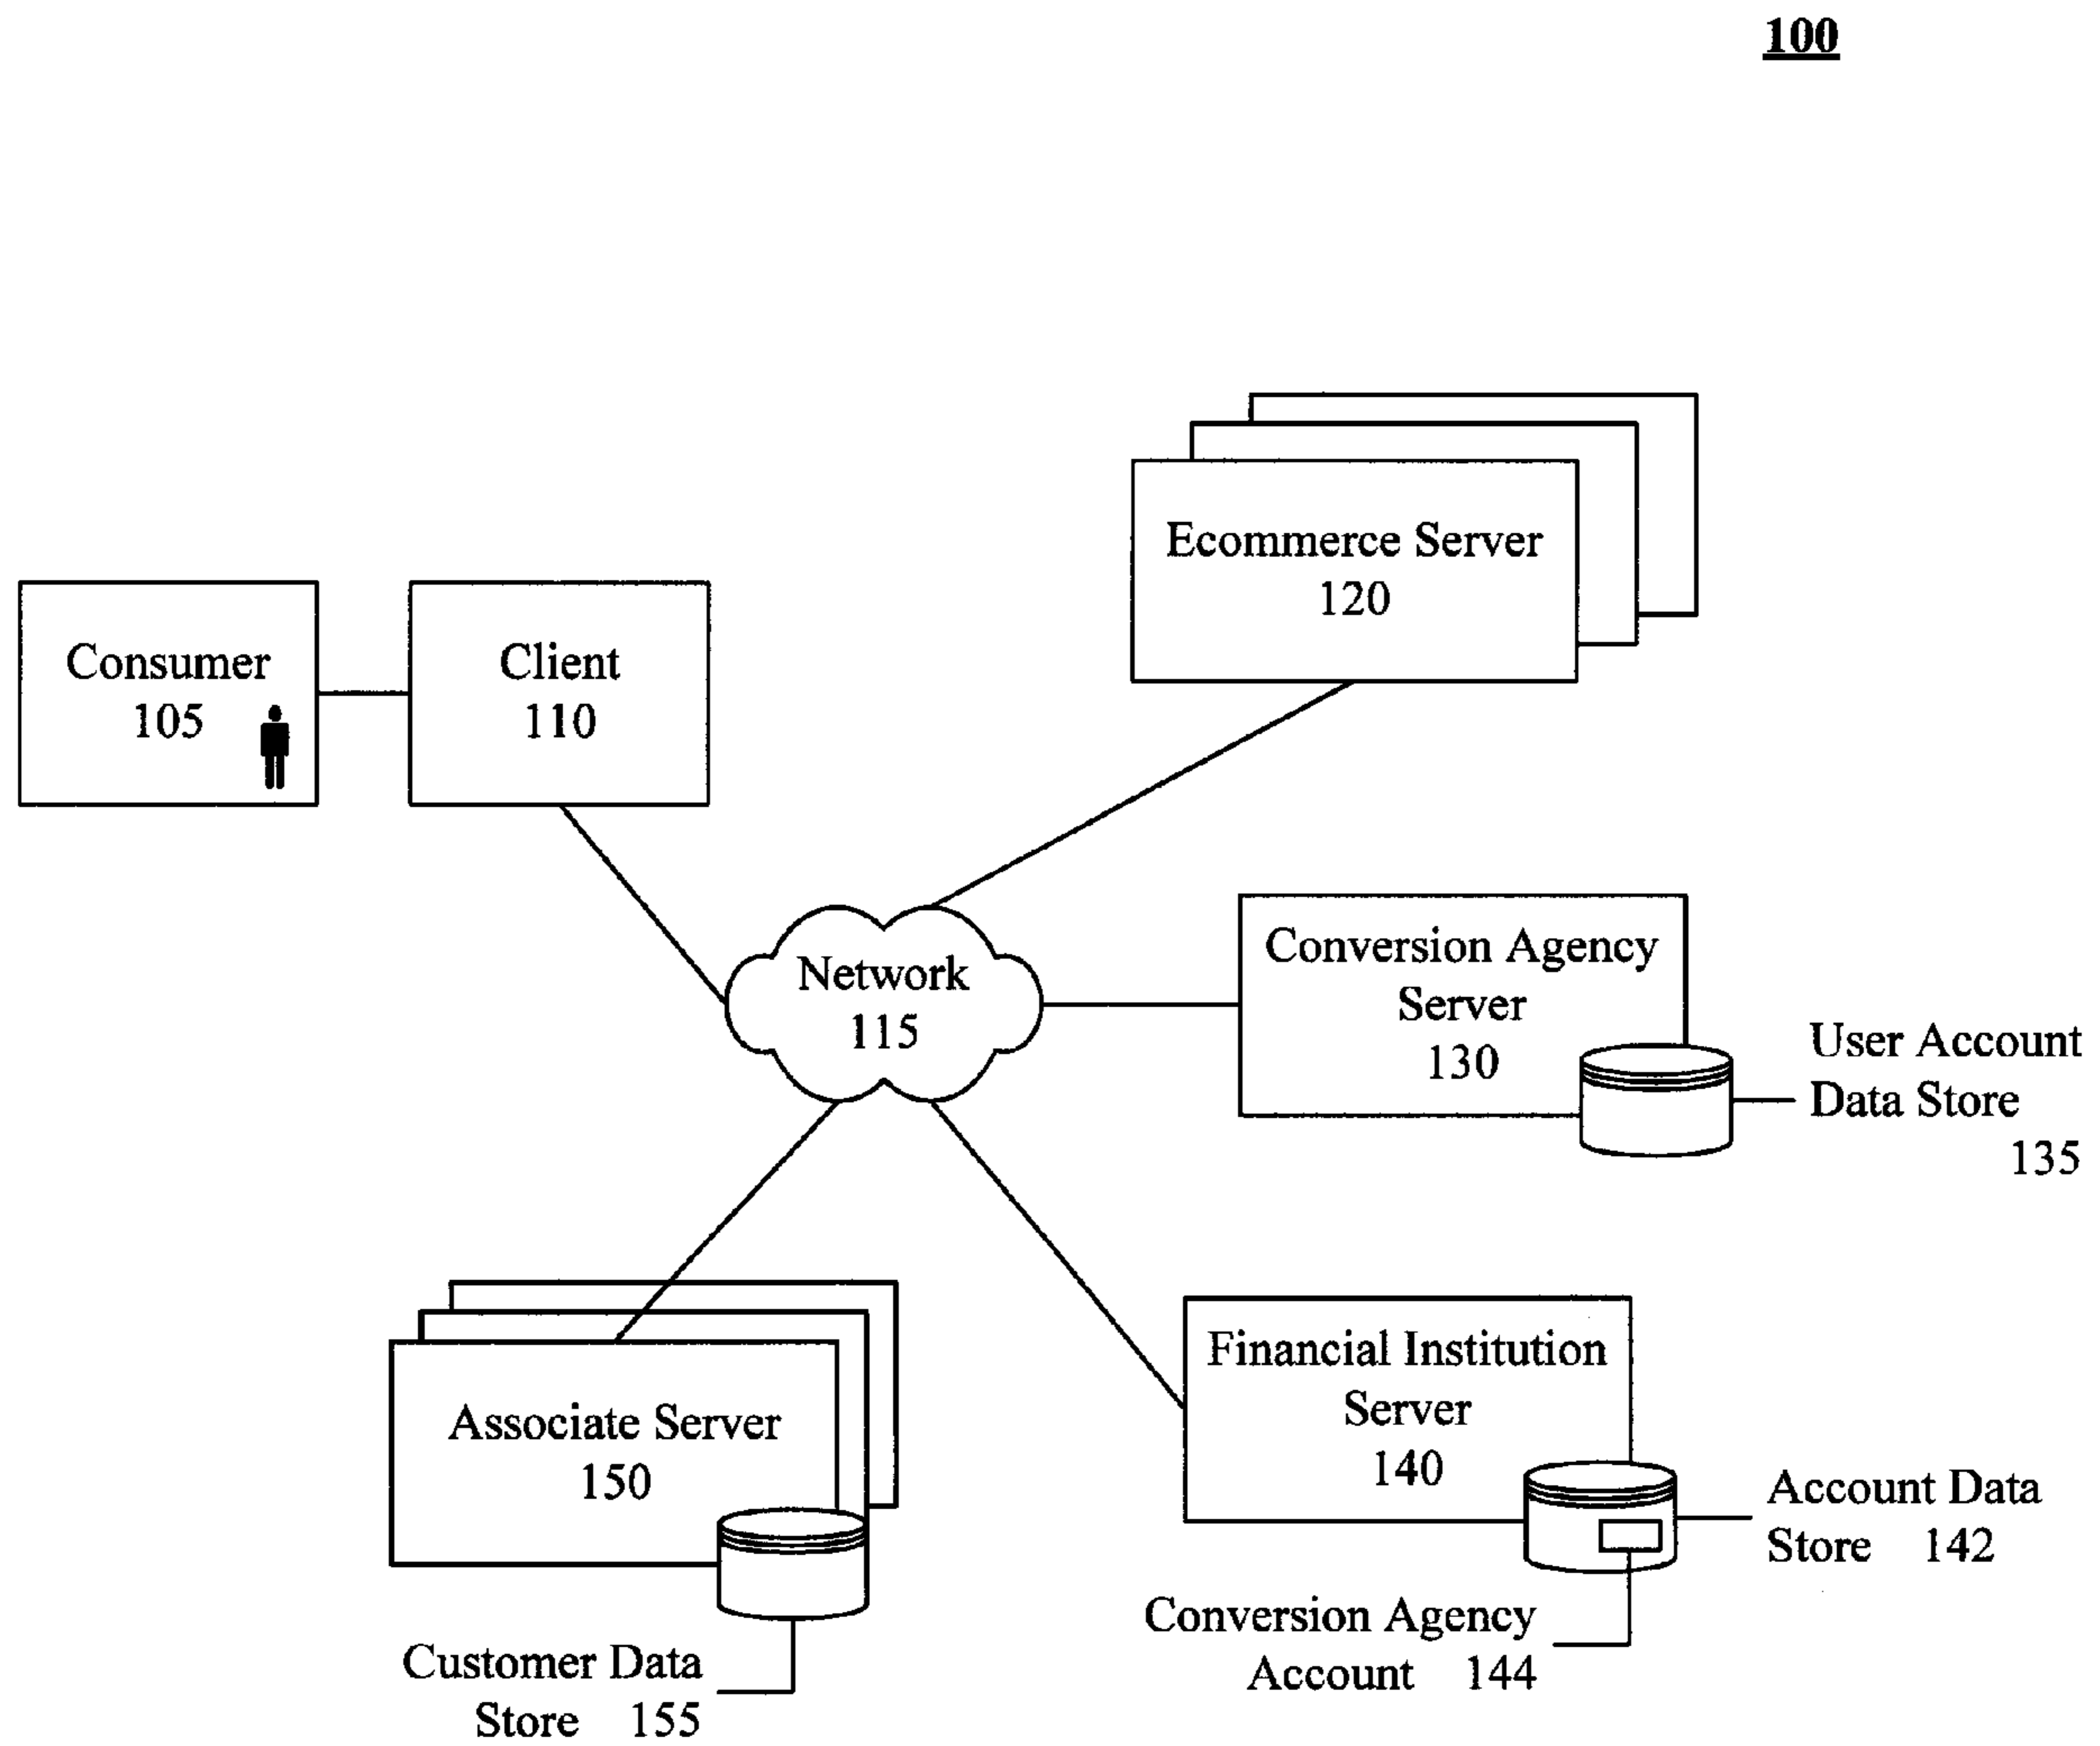 100
Ecommerce Server
120
Consumer
105
Client
110
Network
115
Conversion Agency
Server
130
User Account
Data Store
135
Associate Server
150
Customer Data
Store 155
Financial Institution
Server
140
Account Data
Store 142
Conversion Agency
Account 144